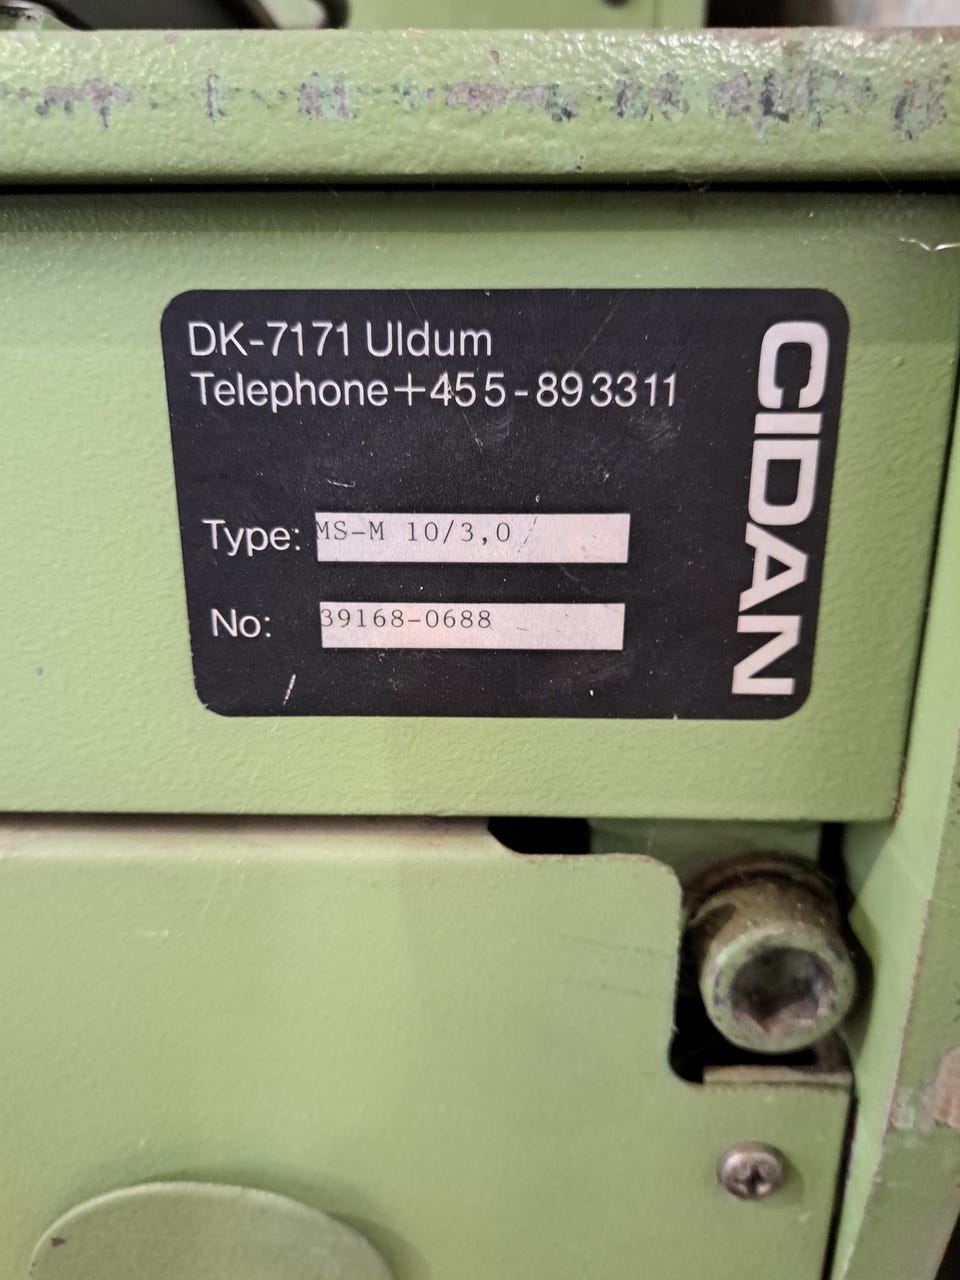 DK-7171 Uldum
Telephone+455-893311
Type: MS-M 10/3,0
No: 39168-0688
CIDAN